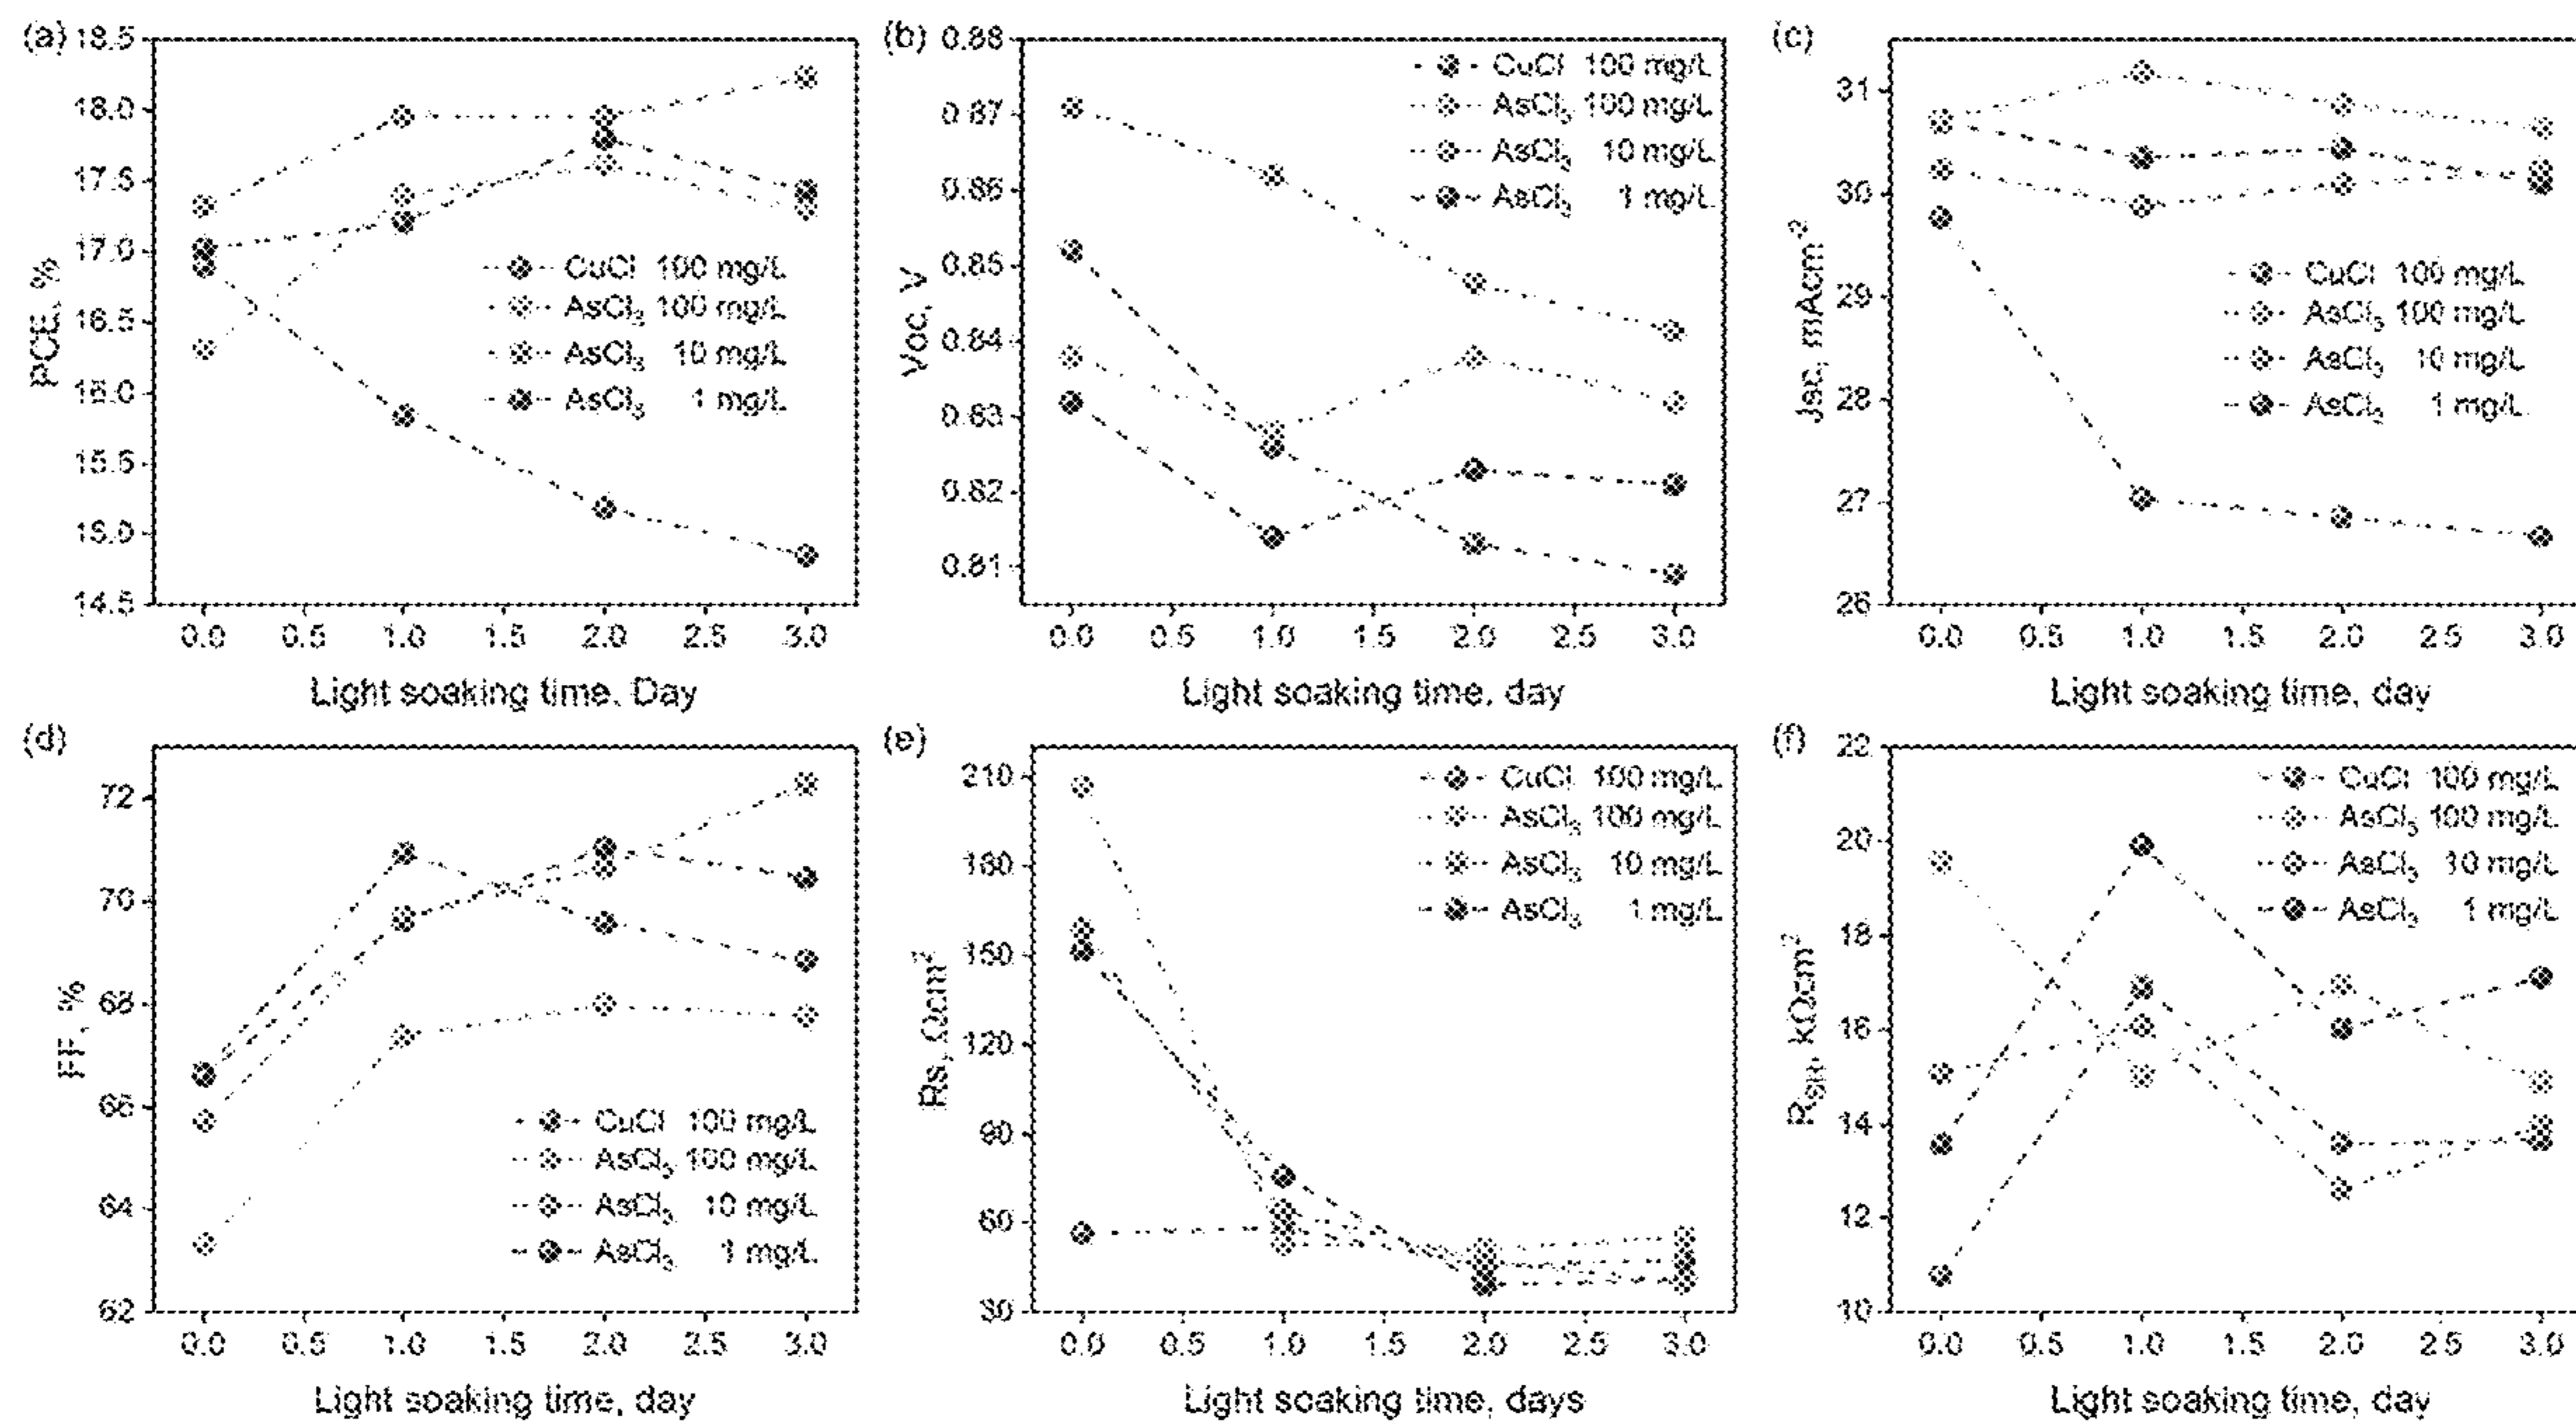 (a)
18.5
18.0
17.5
17.0
16.5
16.0
15.5
15.0
14.5
PCE, %
CuCl 100 mg/L
AsCl3 100 mg/L
AsCl3 10 mg/L
AsCl3 1 mg/L
0.0 0.5 1.0 1.5 2.0 2.5 3.0
Light soaking time, Day
(b)
0.88
0.87
0.86
0.85
0.84
0.83
0.82
0.81
Voc, V
CuCl 100 mg/L
AsCl3 100 mg/L
AsCl3 10 mg/L
AsCl3 1 mg/L
0.0 0.5 1.0 1.5 2.0 2.5 3.0
Light soaking time, day
(c)
31
30
29
28
27
26
Jsc, mAcm-2
CuCl 100 mg/L
AsCl3 100 mg/L
AsCl3 10 mg/L
AsCl3 1 mg/L
0.0 0.5 1.0 1.5 2.0 2.5 3.0
Light soaking time, day
(d)
72
70
68
66
64
62
FF, %
CuCl 100 mg/L
AsCl3 100 mg/L
AsCl3 10 mg/L
AsCl3 1 mg/L
0.0 0.5 1.0 1.5 2.0 2.5 3.0
Light soaking time, day
(e)
210
180
150
120
90
60
30
Rs, Ωcm2
CuCl 100 mg/L
AsCl3 100 mg/L
AsCl3 10 mg/L
AsCl3 1 mg/L
0.0 0.5 1.0 1.5 2.0 2.5 3.0
Light soaking time, days
(f)
22
20
18
16
14
12
10
RSH, kΩcm2
CuCl 100 mg/L
AsCl3 100 mg/L
AsCl3 10 mg/L
AsCl3 1 mg/L
0.0 0.5 1.0 1.5 2.0 2.5 3.0
Light soaking time, day